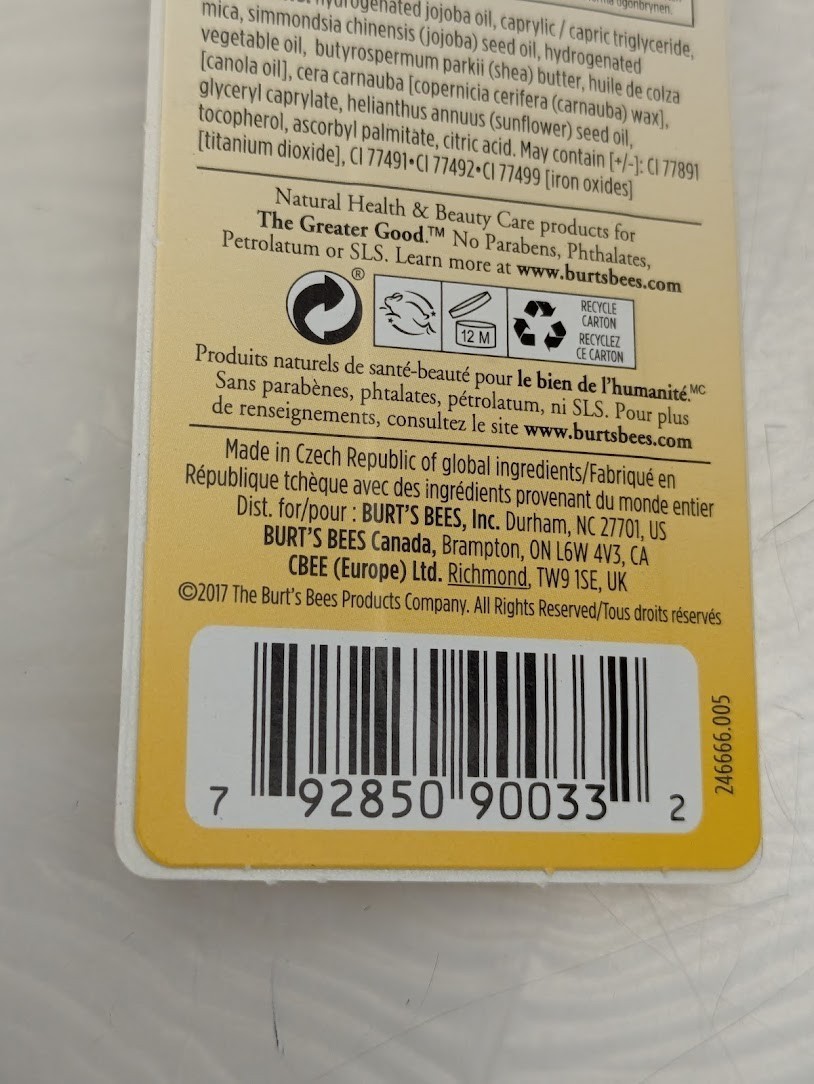 ogonbrynen.
hydrogenated jojoba oil, caprylic / capric triglyceride,
mica, simmondsia chinensis (jojoba) seed oil, hydrogenated
vegetable oil, butyrospermum parkii (shea) butter, huile de colza
[canola oil], cera carnauba [copernicia cerifera (carnauba) wax],
glyceryl caprylate, helianthus annuus (sunflower) seed oil,
tocopherol, ascorbyl palmitate, citric acid. May contain [+/-]: CI 77891
[titanium dioxide], CI 77491•CI 77492•CI 77499 [iron oxides]
Natural Health & Beauty Care products for
The Greater Good.™ No Parabens, Phthalates,
Petrolatum or SLS. Learn more at www.burtsbees.com
®
12 M
RECYCLE
CARTON
RECYCLEZ
CE CARTON
Produits naturels de santé-beauté pour le bien de l'humanité.MC
Sans parabènes, phtalates, pétrolatum, ni SLS. Pour plus
de renseignements, consultez le site www.burtsbees.com
Made in Czech Republic of global ingredients/Fabriqué en
République tchèque avec des ingrédients provenant du monde entier
Dist. for/pour : BURT'S BEES, Inc. Durham, NC 27701, US
BURT'S BEES Canada, Brampton, ON L6W 4V3, CA
CBEE (Europe) Ltd. Richmond, TW9 1SE, UK
©2017 The Burt's Bees Products Company. All Rights Reserved/Tous droits réservés
7 92850 90033 2
246666.005